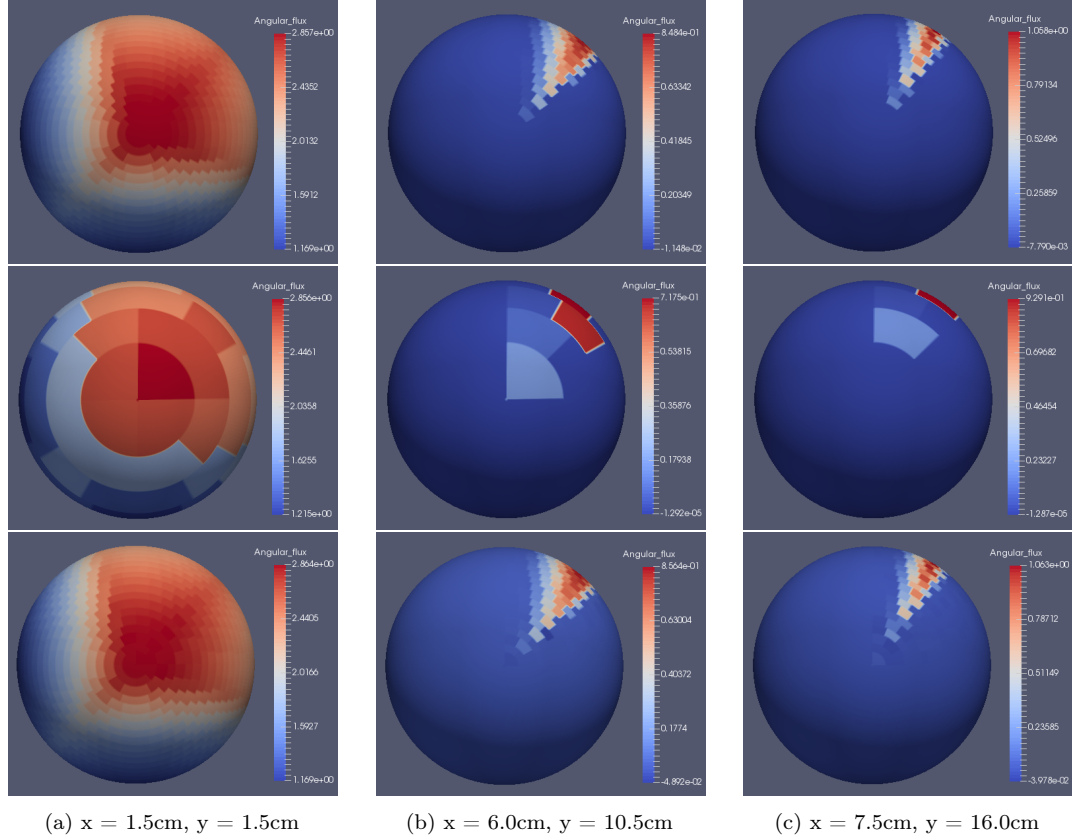 Angular_flux
2.857e+00
2.4352
2.0132
1.5912
1.169e+00
Angular_flux
8.484e-01
0.63342
0.41845
0.20349
-1.148e-02
Angular_flux
1.058e+00
0.79134
0.52496
0.25859
-7.790e-03
Angular_flux
2.856e+00
2.4461
2.0358
1.6255
1.215e+00
Angular_flux
7.175e-01
0.53815
0.35876
0.17938
-1.292e-05
Angular_flux
9.291e-01
0.69682
0.46454
0.23227
-1.287e-05
Angular_flux
2.864e+00
2.4405
2.0166
1.5927
1.169e+00
Angular_flux
8.564e-01
0.63004
0.40372
0.1774
-4.892e-02
Angular_flux
1.063e+00
0.78712
0.51149
0.23585
-3.978e-02
(a) x = 1.5cm, y = 1.5cm
(b) x = 6.0cm, y = 10.5cm
(c) x = 7.5cm, y = 16.0cm